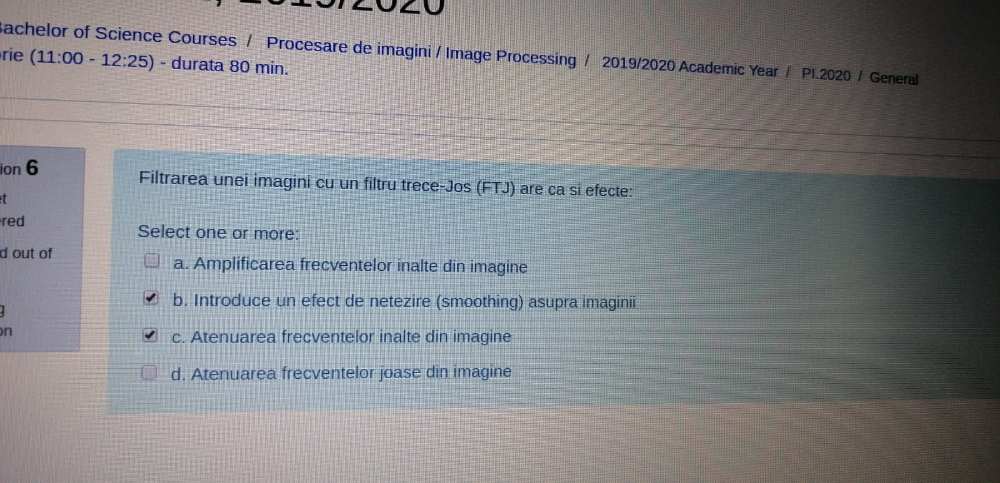 2019/2020
Bachelor of Science Courses / Procesare de imagini / Image Processing / 2019/2020 Academic Year / PI.2020 / General
rie (11:00 - 12:25) - durata 80 min.
ion 6
et
ered
d out of
g
on
Filtrarea unei imagini cu un filtru trece-Jos (FTJ) are ca si efecte:
Select one or more:
a. Amplificarea frecventelor inalte din imagine
b. Introduce un efect de netezire (smoothing) asupra imaginii
c. Atenuarea frecventelor inalte din imagine
d. Atenuarea frecventelor joase din imagine